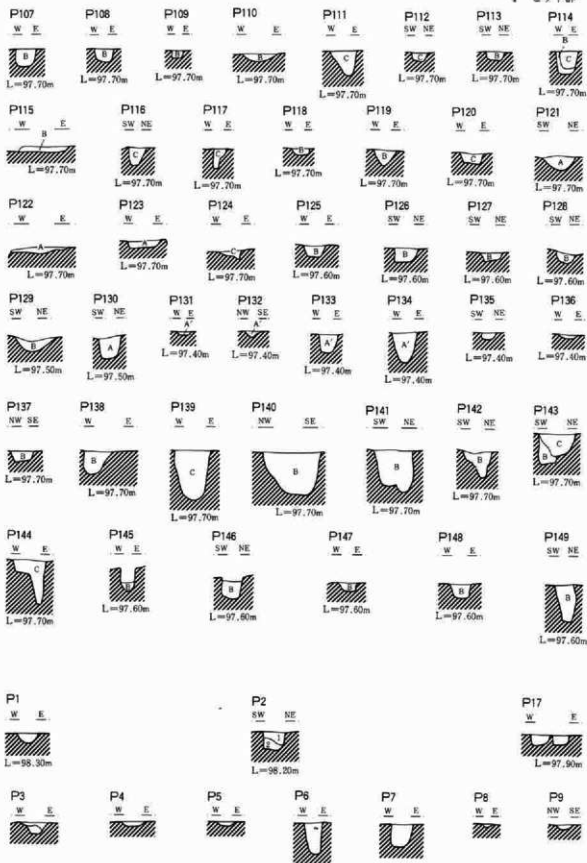 P107 P108 P109 P110 P111 P112 P113 P114
W E W E W E W E W E SW NE SW NE W E
B
B B B B C C B C
L=97.70m L=97.70m L=97.70m L=97.70m L=97.70m L=97.70m L=97.70m L=97.70m
P115 P116 P117 P118 P119 P120 P121
W E SW NE W E W E W E W E SW NE
B C C B B C A
L=97.70m L=97.70m L=97.70m L=97.70m L=97.70m L=97.70m L=97.70m
P122 P123 P124 P125 P126 P127 P128
W E W E W E W E SW NE SW NE SW NE
A A C B B B B
L=97.70m L=97.70m L=97.70m L=97.60m L=97.60m L=97.60m L=97.60m
P129 P130 P131 P132 P133 P134 P135 P136
SW NE SW NE W E NW SE W E W E SW NE W E
B A A' A' A' A'
L=97.50m L=97.50m L=97.40m L=97.40m L=97.40m L=97.40m L=97.40m L=97.40m
P137 P138 P139 P140 P141 P142 P143
NW SE W E W E NW SE SW NE SW NE SW NE
B B C B B B B C
L=97.70m L=97.70m L=97.70m L=97.70m L=97.70m L=97.70m L=97.70m
P144 P145 P146 P147 P148 P149
W E W E SW NE W E W E SW NE
C B B B B B
L=97.70m L=97.60m L=97.60m L=97.60m L=97.60m L=97.60m
P1 P2 P17
W E SW NE W E
1 2
L=98.30m L=98.20m L=97.90m
P3 P4 P5 P6 P7 P8 P9
W E W E W E W E W E W E NW SE